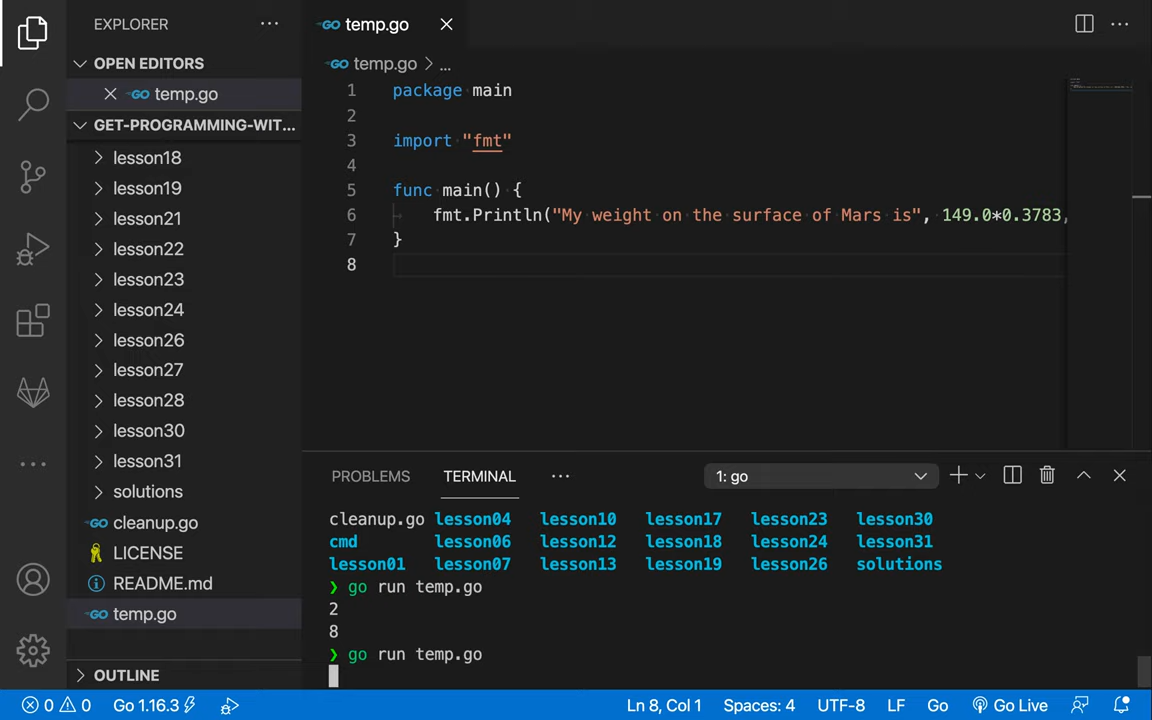 EXPLORER
OPEN EDITORS
GO temp.go
GET-PROGRAMMING-WIT...
lesson18
lesson19
lesson21
lesson22
lesson23
lesson24
lesson26
lesson27
lesson28
lesson30
lesson31
solutions
GO cleanup.go
LICENSE
README.md
GO temp.go
OUTLINE
GO temp.go
GO temp.go > ...
1 package main
2
3 import "fmt"
4
5 func main() {
6 fmt.Println("My weight on the surface of Mars is", 149.0*0.3783,
7 }
8
PROBLEMS TERMINAL ... 1: go
cleanup.go lesson04 lesson10 lesson17 lesson23 lesson30
cmd lesson06 lesson12 lesson18 lesson24 lesson31
lesson01 lesson07 lesson13 lesson19 lesson26 solutions
❯ go run temp.go
2
8
❯ go run temp.go
0 0 Go 1.16.3 Ln 8, Col 1 Spaces: 4 UTF-8 LF Go Go Live